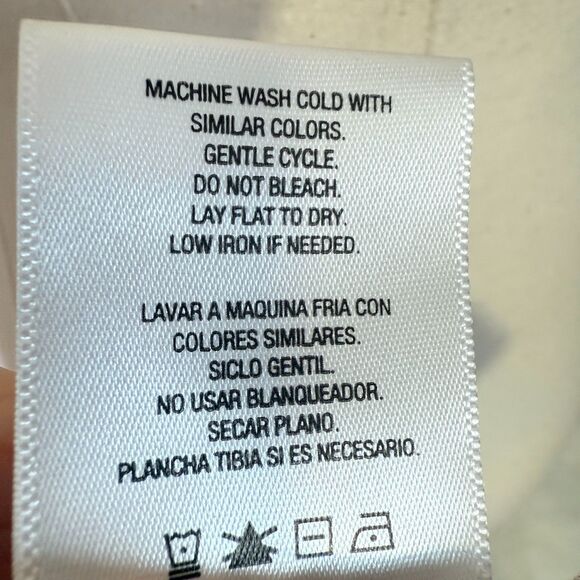 MACHINE WASH COLD WITH
SIMILAR COLORS.
GENTLE CYCLE.
DO NOT BLEACH.
LAY FLAT TO DRY.
LOW IRON IF NEEDED.
LAVAR A MAQUINA FRIA CON
COLORES SIMILARES.
SICLO GENTIL.
NO USAR BLANQUEADOR.
SECAR PLANO.
PLANCHA TIBIA SI ES NECESARIO.